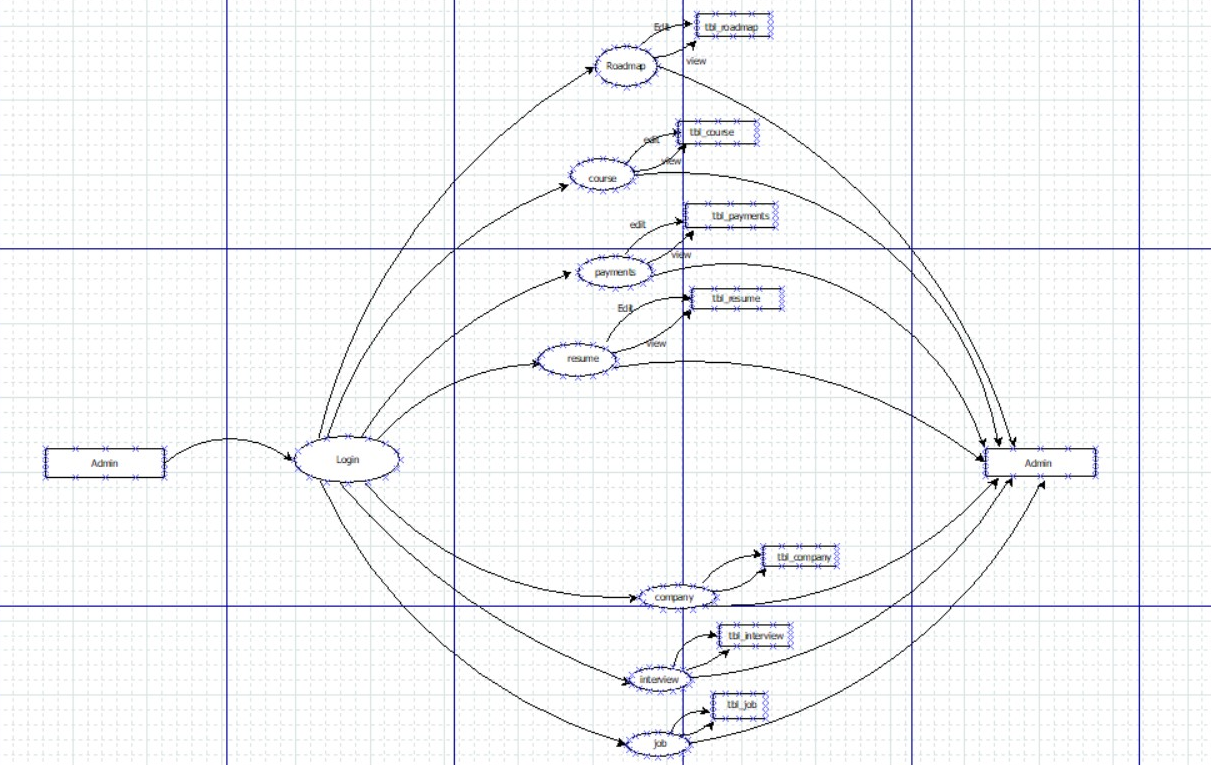 Edit
tbl_roadmap
Roadmap
view
edit
tbl_course
view
course
edit
tbl_payments
view
payments
Edit
tbl_resume
view
resume
Admin
Login
Admin
tbl_company
company
tbl_interview
interview
tbl_job
job